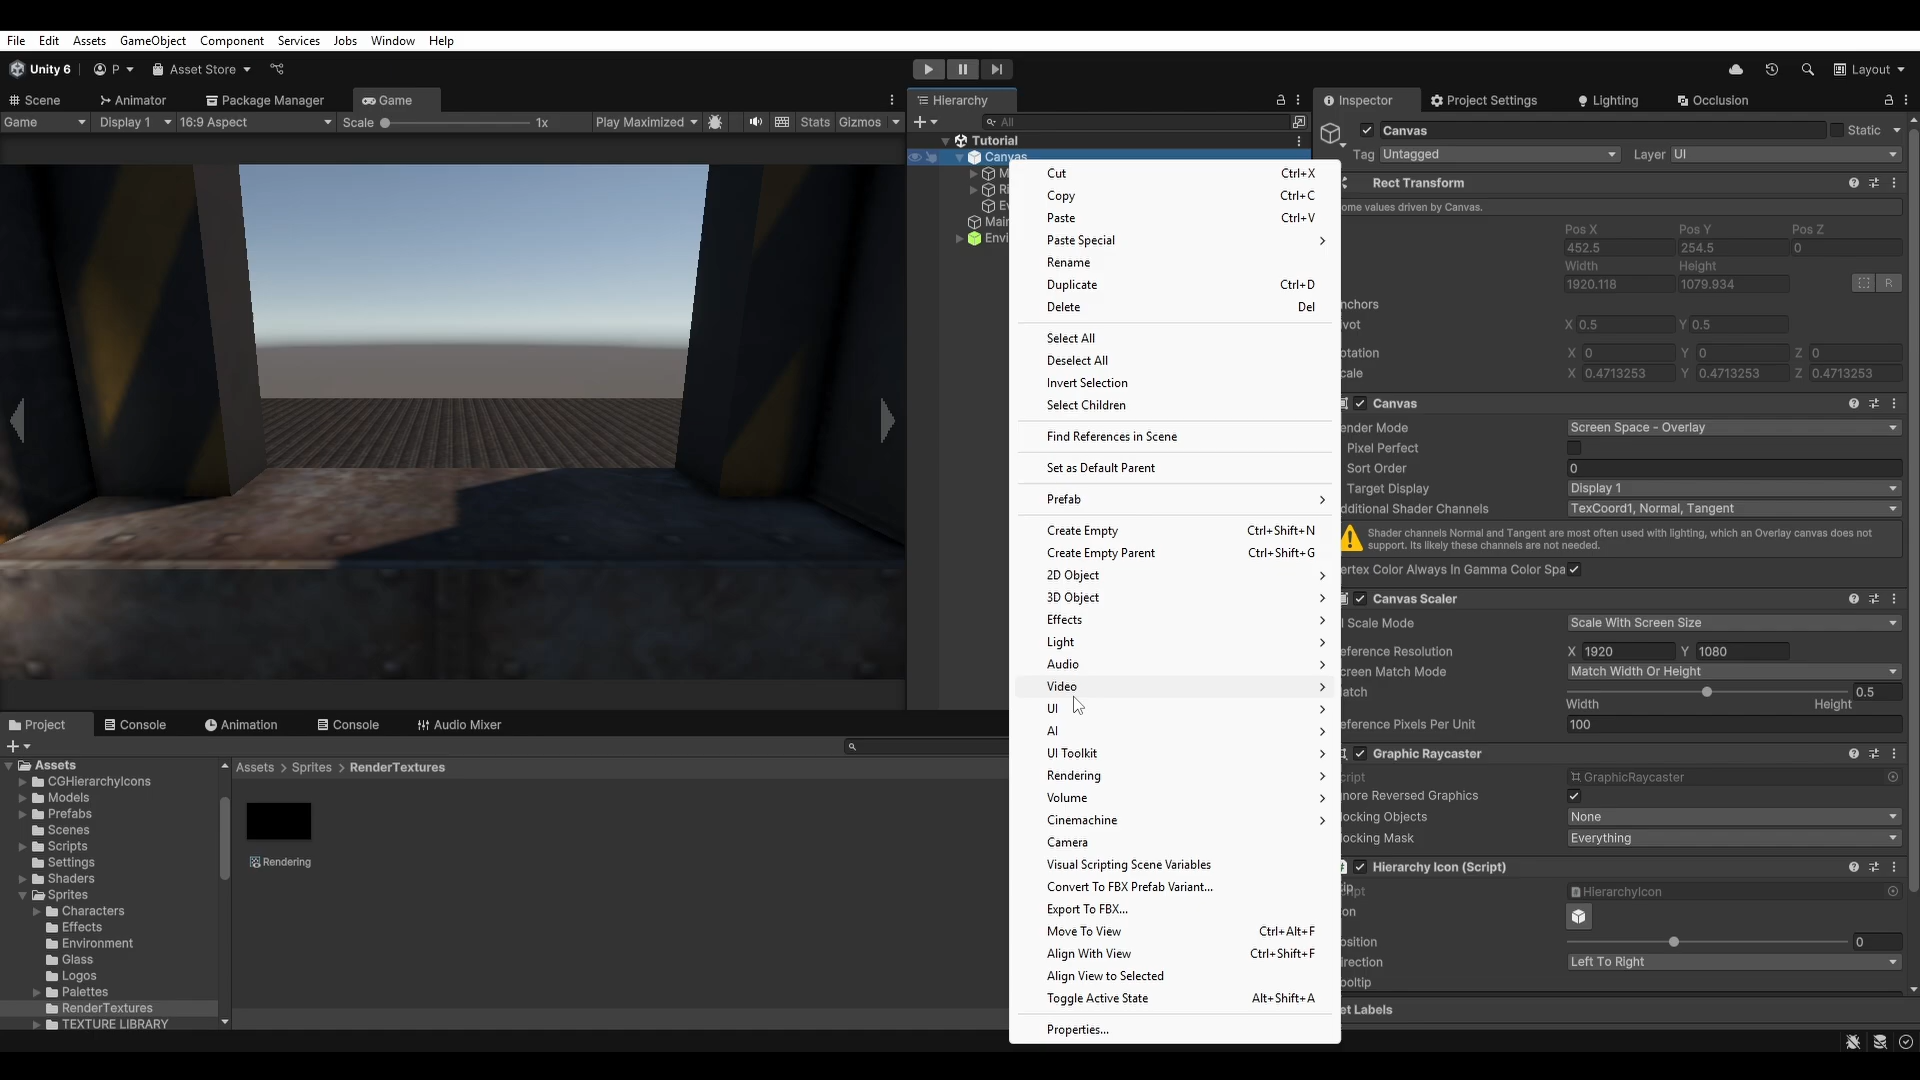 File Edit Assets GameObject Component Services Jobs Window Help
Unity 6 P Asset Store Layout
Scene Animator Package Manager Game Hierarchy Inspector Project Settings Lighting Occlusion
Game Display 1 16:9 Aspect Scale 1x Play Maximized Stats Gizmos All
Tutorial
Canvas
Main
Envi
Canvas Static
Tag Untagged Layer UI
Rect Transform
ome values driven by Canvas.
Pos X Pos Y Pos Z
452.5 254.5 0
Width Height
1920.118 1079.934 R
nchors
ivot X 0.5 Y 0.5
otation X 0 Y 0 Z 0
cale X 0.4713253 Y 0.4713253 Z 0.4713253
Canvas
ender Mode Screen Space - Overlay
Pixel Perfect
Sort Order 0
Target Display Display 1
dditional Shader Channels TexCoord1, Normal, Tangent
Shader channels Normal and Tangent are most often used with lighting, which an Overlay canvas does not
support. Its likely these channels are not needed.
ertex Color Always In Gamma Color Spa
Canvas Scaler
I Scale Mode Scale With Screen Size
eference Resolution X 1920 Y 1080
creen Match Mode Match Width Or Height
atch 0.5
Width Height
eference Pixels Per Unit 100
Graphic Raycaster
cript GraphicRaycaster
nore Reversed Graphics
ocking Objects None
ocking Mask Everything
Hierarchy Icon (Script)
ript HierarchyIcon
on
osition 0
irection Left To Right
ooltip
et Labels
Cut Ctrl+X
Copy Ctrl+C
Paste Ctrl+V
Paste Special
Rename
Duplicate Ctrl+D
Delete Del
Select All
Deselect All
Invert Selection
Select Children
Find References in Scene
Set as Default Parent
Prefab
Create Empty Ctrl+Shift+N
Create Empty Parent Ctrl+Shift+G
2D Object
3D Object
Effects
Light
Audio
Video
UI
AI
UI Toolkit
Rendering
Volume
Cinemachine
Camera
Visual Scripting Scene Variables
Convert To FBX Prefab Variant...
Export To FBX...
Move To View Ctrl+Alt+F
Align With View Ctrl+Shift+F
Align View to Selected
Toggle Active State Alt+Shift+A
Properties...
Project Console Animation Console Audio Mixer
Assets > Sprites > RenderTextures
Rendering
Assets
CGHierarchyIcons
Models
Prefabs
Scenes
Scripts
Settings
Shaders
Sprites
Characters
Effects
Environment
Glass
Logos
Palettes
RenderTextures
TEXTURE LIBRARY